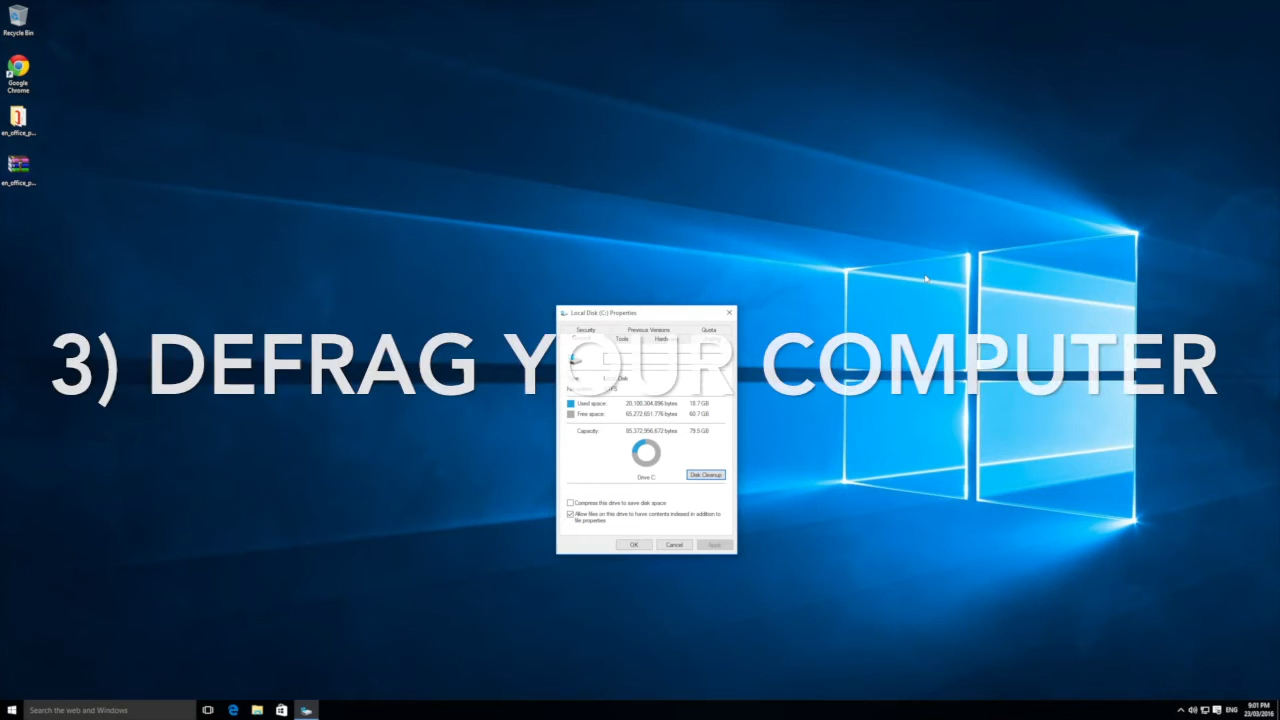 Recycle Bin
Google
Chrome
en_office_p...
en_office_p...
3) DEFRAG YOUR COMPUTER
Local Disk (C:) Properties
Security
Previous Versions
Quota
Tools
Used space:
20,100,304,896 bytes
18.7 GB
Free space:
65,272,651,776 bytes
60.7 GB
Capacity:
85,372,956,672 bytes
79.5 GB
Drive C:
Disk Cleanup
Compress this drive to save disk space
Allow files on this drive to have contents indexed in addition to
file properties
OK
Cancel
Apply
Search the web and Windows
ENG
9:01 PM
23/03/2016